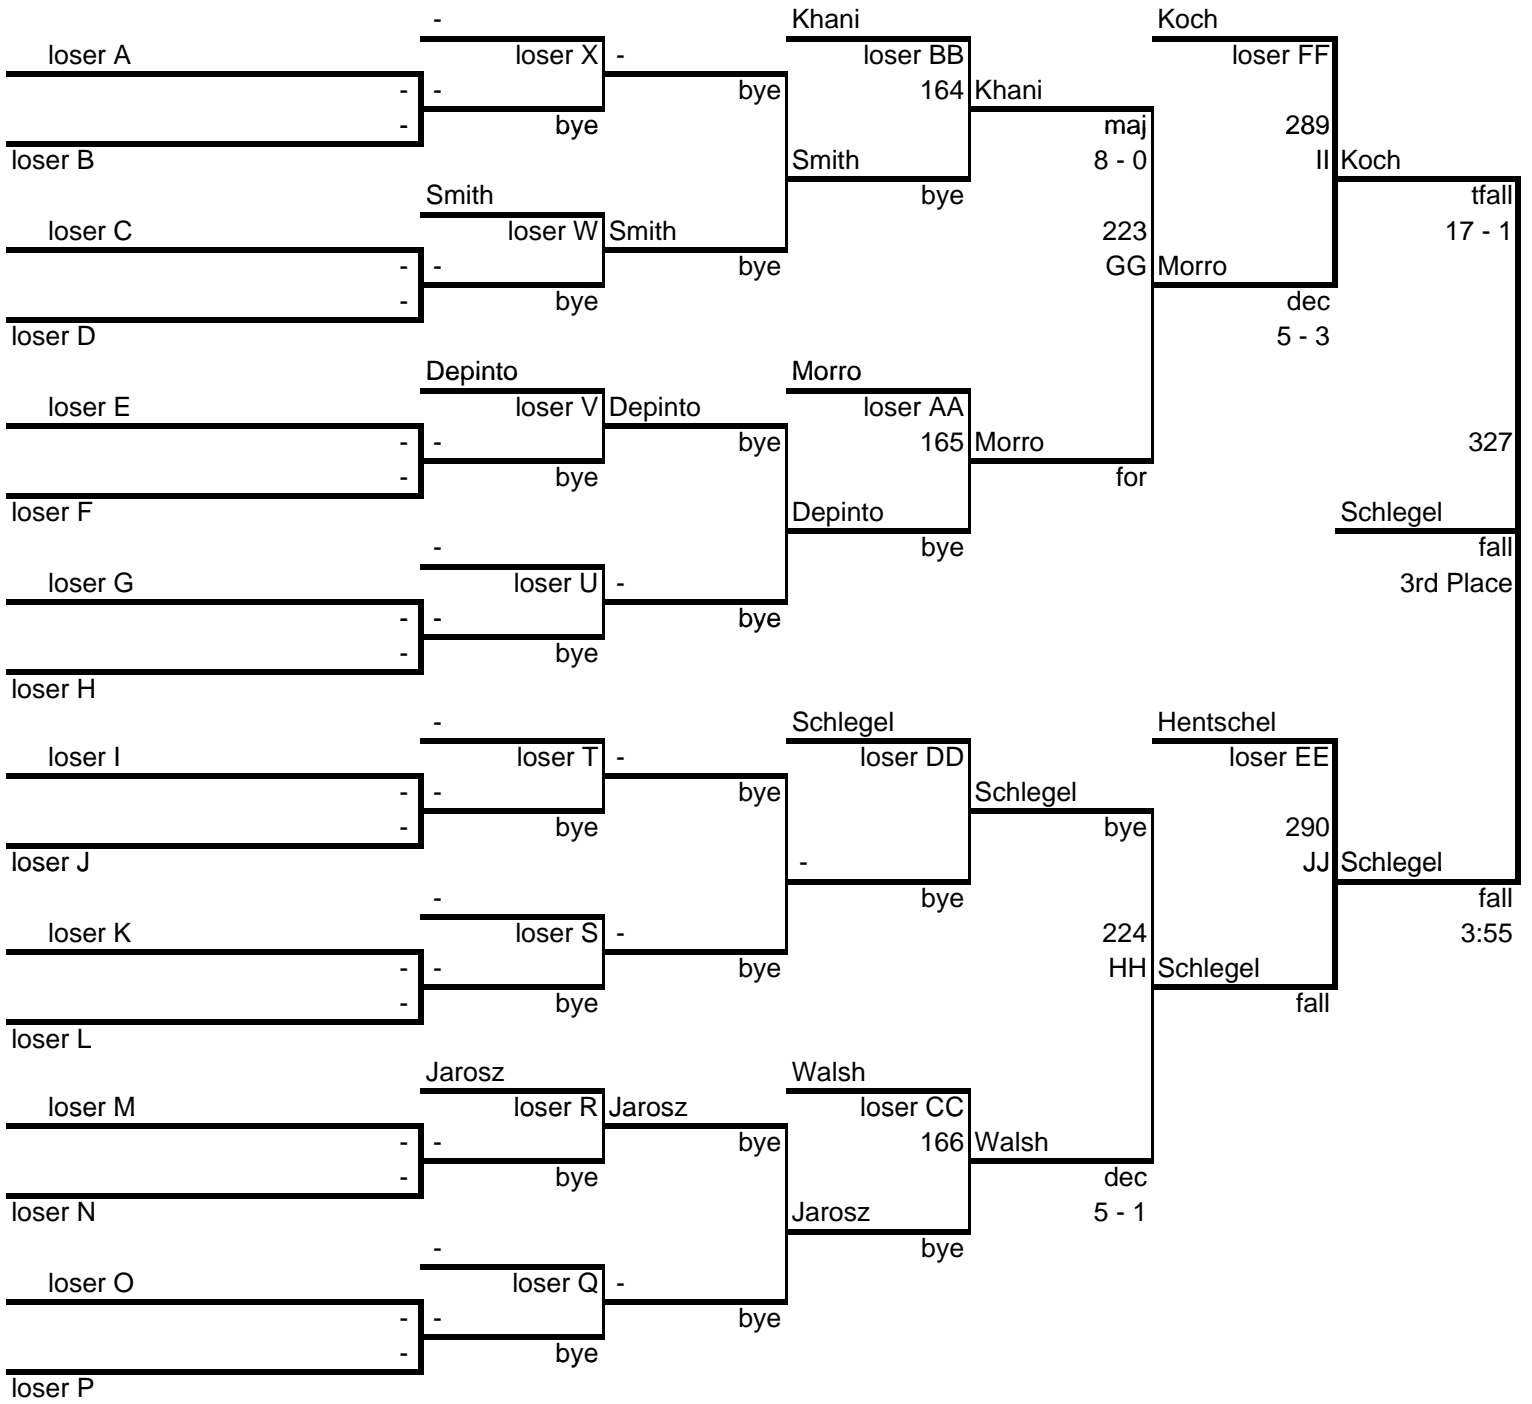 - Khani Koch
loser A loser X - loser BB loser FF
- - bye 164 Khani
- bye maj 289
loser B Smith 8 - 0 II Koch
Smith bye tfall
loser C loser W Smith 223 17 - 1
- - bye GG Morro
- bye dec
loser D 5 - 3
Depinto Morro
loser E loser V Depinto loser AA
- - bye 165 Morro 327
- bye for
loser F Depinto Schlegel
- bye fall
loser G loser U - 3rd Place
- - bye
- bye
loser H
- Schlegel Hentschel
loser I loser T - loser DD loser EE
- - bye Schlegel
- bye bye 290
loser J - JJ Schlegel
- bye fall
loser K loser S - 224 3:55
- - bye HH Schlegel
- bye fall
loser L
Jarosz Walsh
loser M loser R Jarosz loser CC
- - bye 166 Walsh
- bye dec
loser N Jarosz 5 - 1
- bye
loser O loser Q -
- - bye
- bye
loser P